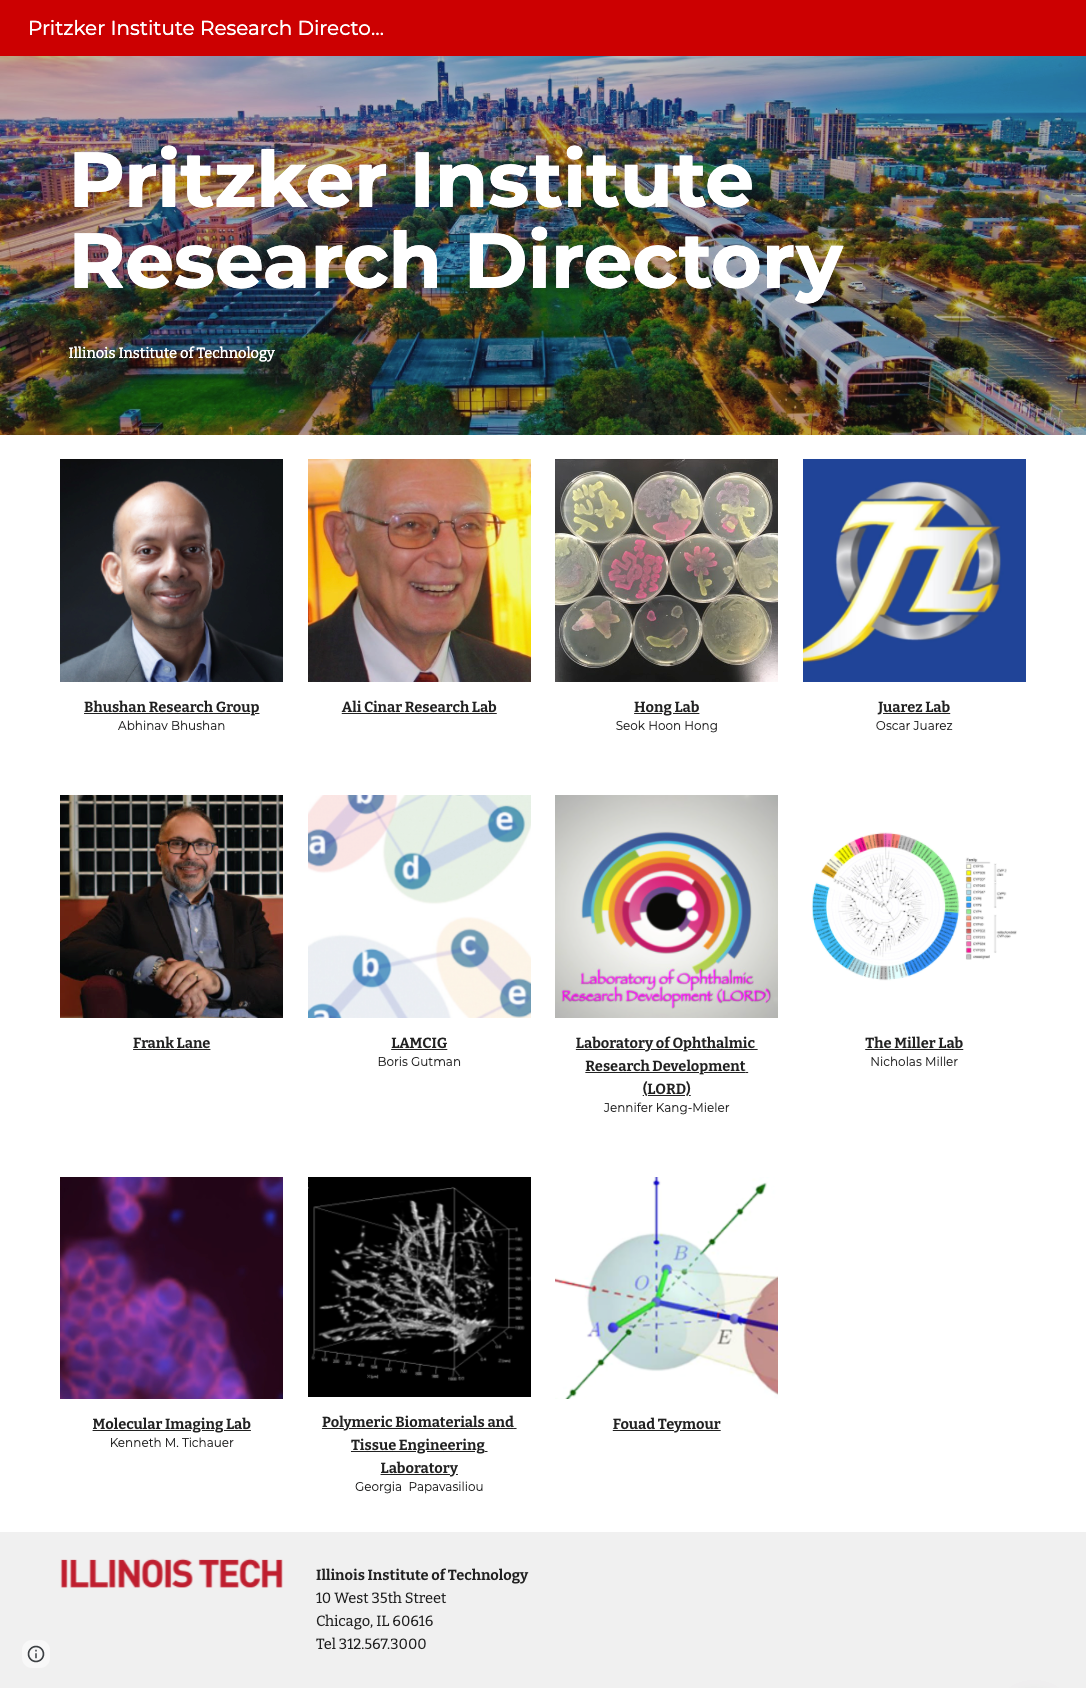 Pritzker Institute Research Directo...
Pritzker Institute
Research Directory
Illinois Institute of Technology
Bhushan Research Group
Abhinav Bhushan
Ali Cinar Research Lab
Hong Lab
Seok Hoon Hong
JL
Juarez Lab
Oscar Juarez
Frank Lane
b
a
e
d
c
b
a
e
LAMCIG
Boris Gutman
Laboratory of Ophthalmic
Research Development (LORD)
Laboratory of Ophthalmic
Research Development
(LORD)
Jennifer Kang-Mieler
The Miller Lab
Nicholas Miller
Molecular Imaging Lab
Kenneth M. Tichauer
Polymeric Biomaterials and
Tissue Engineering
Laboratory
Georgia Papavasiliou
B
O
A
E
Fouad Teymour
ILLINOIS TECH
Illinois Institute of Technology
10 West 35th Street
Chicago, IL 60616
Tel 312.567.3000